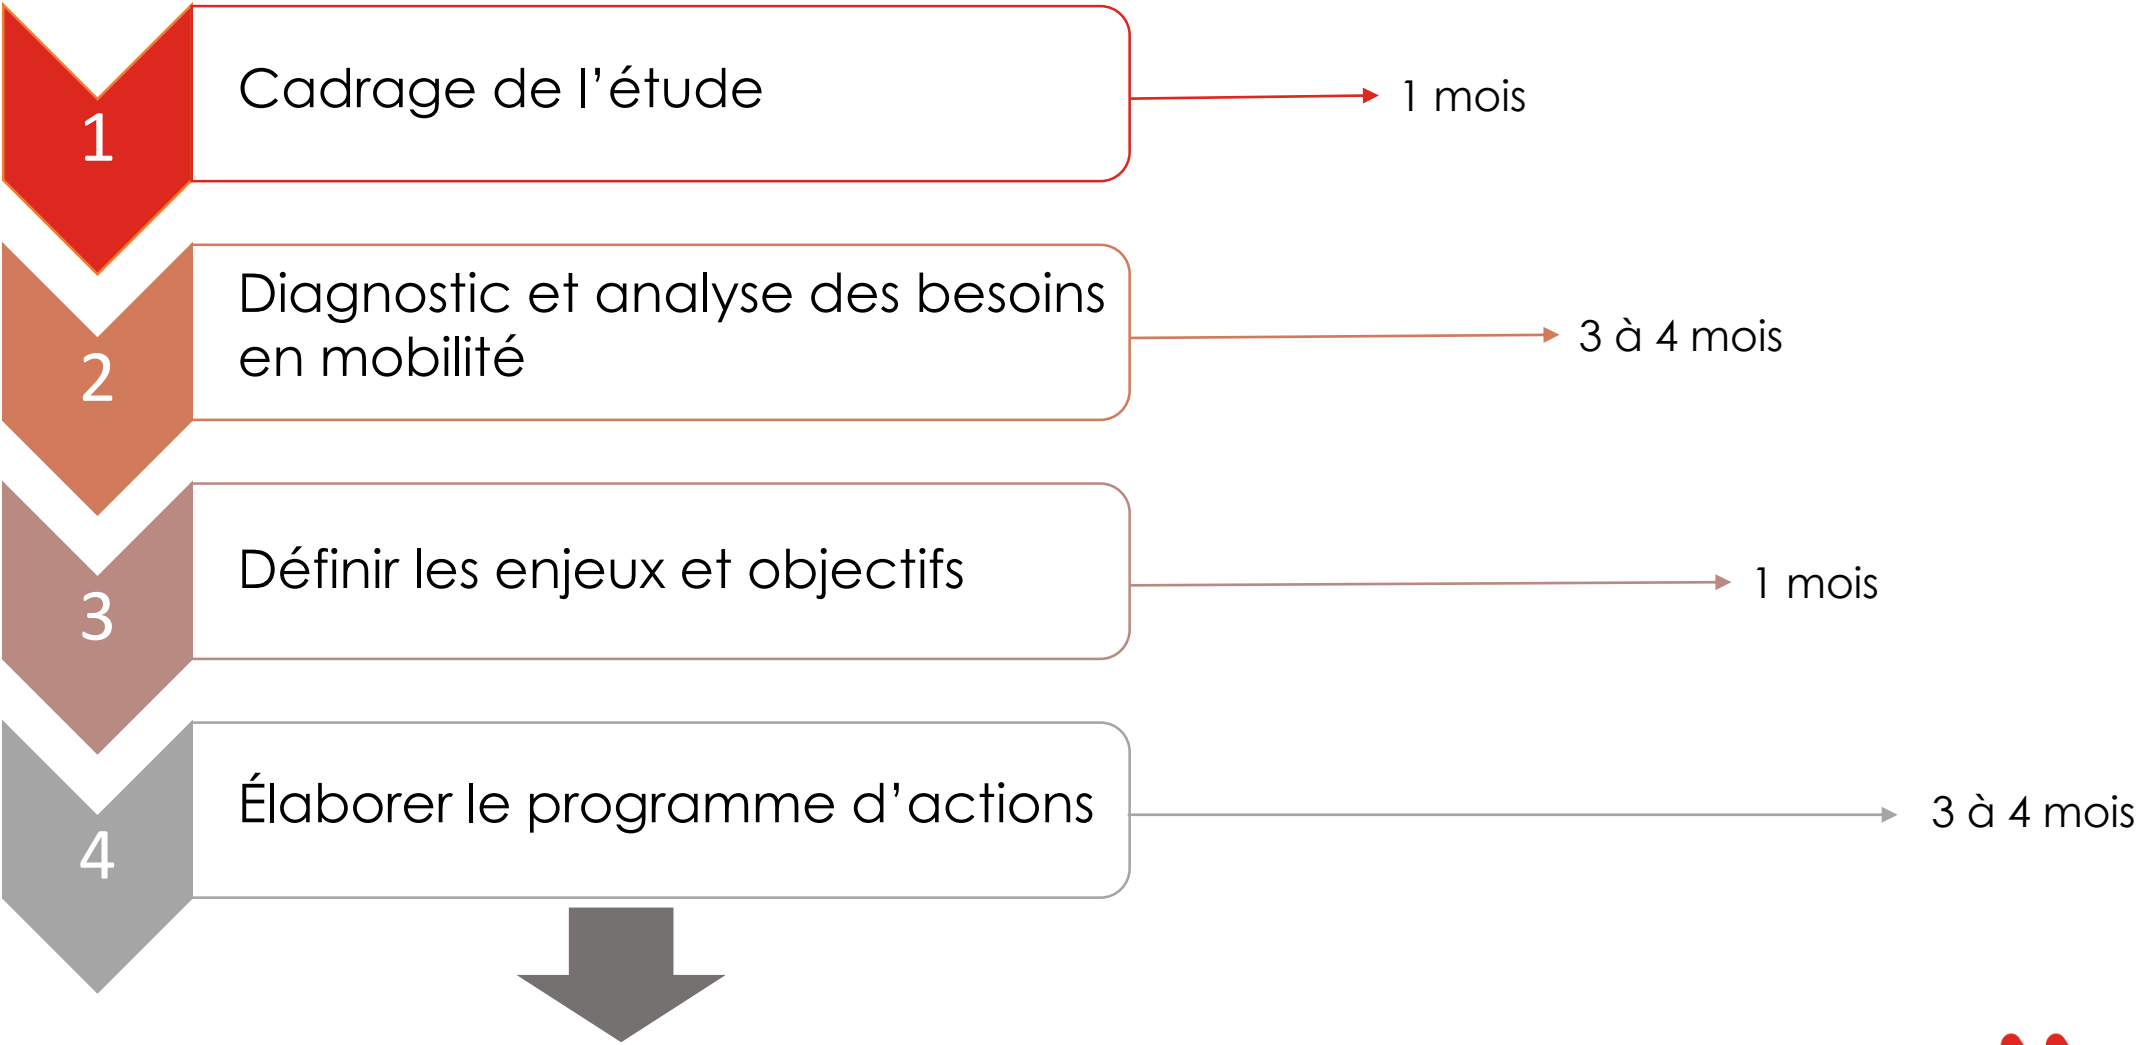 1
Cadrage de l’étude
1 mois
2
Diagnostic et analyse des besoins
en mobilité
3 à 4 mois
3
Définir les enjeux et objectifs
1 mois
4
Élaborer le programme d’actions
3 à 4 mois